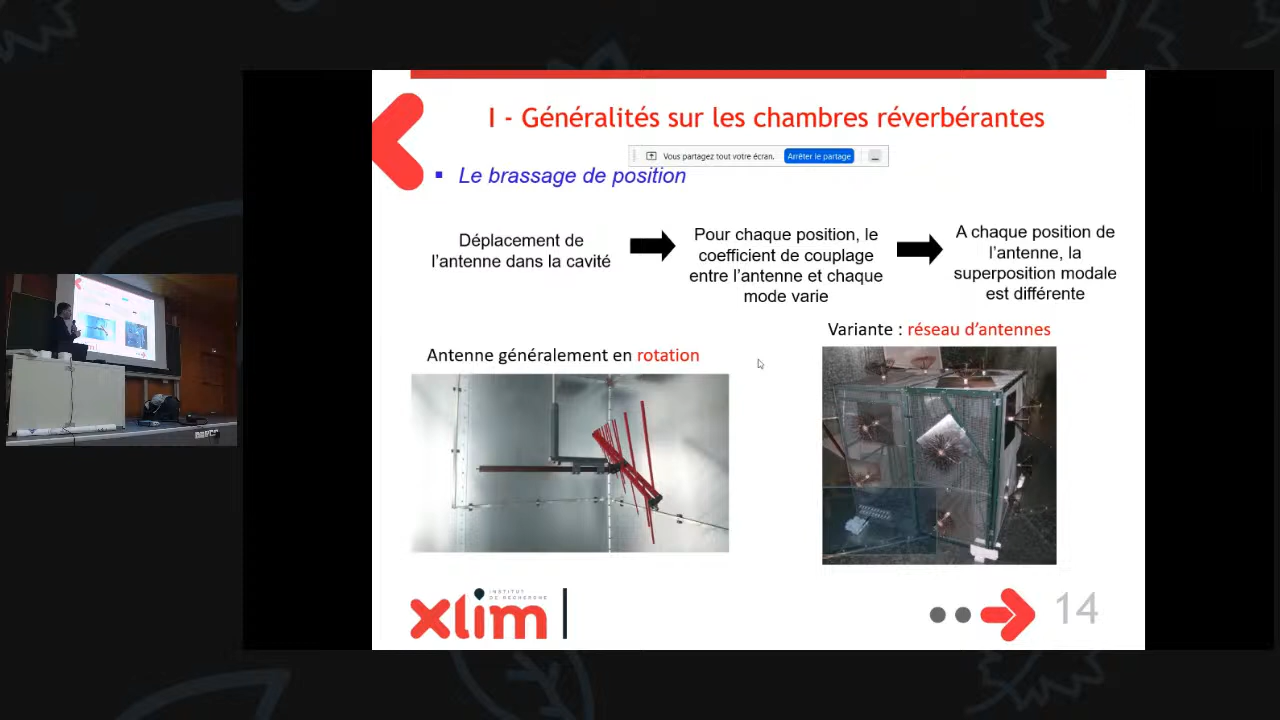 I - Généralités sur les chambres réverbérantes
Vous partagez tout votre écran.
Arrêter le partage
Le brassage de position
Déplacement de
l'antenne dans la cavité
Pour chaque position, le
coefficient de couplage
entre l'antenne et chaque
mode varie
A chaque position de
l'antenne, la
superposition modale
est différente
Antenne généralement en rotation
Variante : réseau d'antennes
INSTITUT
DE RECHERCHE
xlim
14